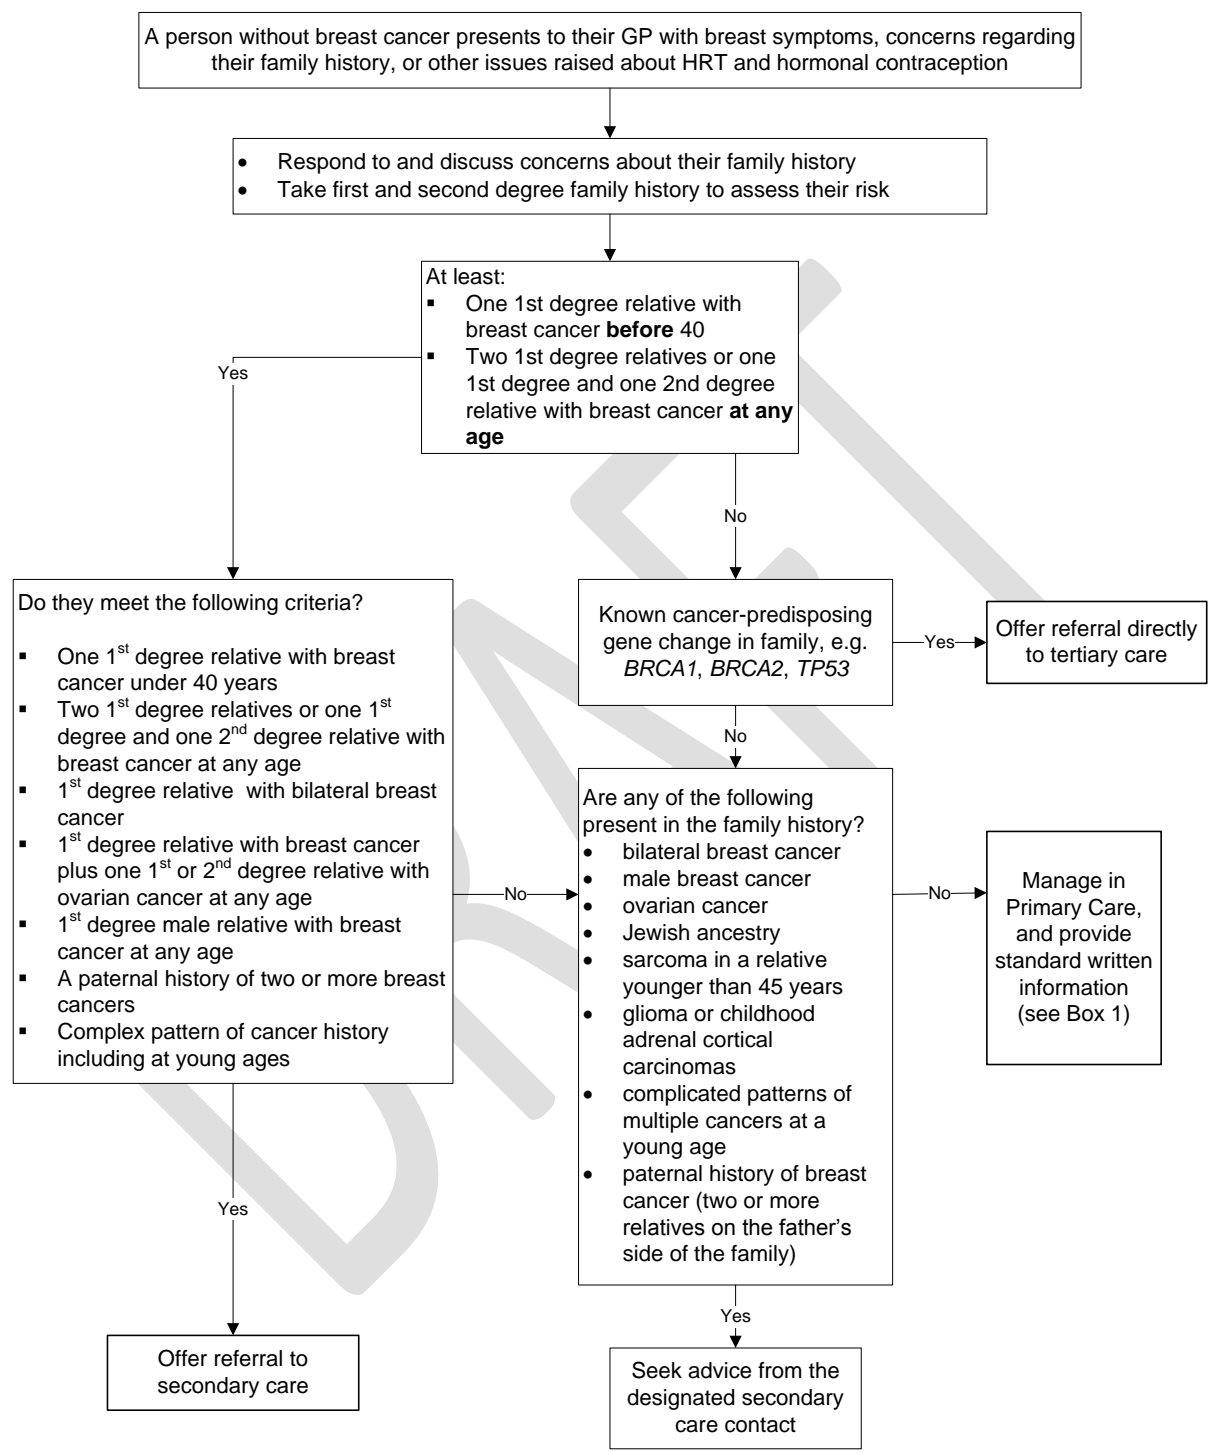 A person without breast cancer presents to their GP with breast symptoms, concerns regarding
their family history, or other issues raised about HRT and hormonal contraception
• Respond to and discuss concerns about their family history
• Take first and second degree family history to assess their risk
At least:
▪ One 1st degree relative with
breast cancer before 40
▪ Two 1st degree relatives or one
1st degree and one 2nd degree
relative with breast cancer at any
age
Yes
No
Do they meet the following criteria?
▪ One 1st degree relative with breast
cancer under 40 years
▪ Two 1st degree relatives or one 1st
degree and one 2nd degree relative with
breast cancer at any age
▪ 1st degree relative with bilateral breast
cancer
▪ 1st degree relative with breast cancer
plus one 1st or 2nd degree relative with
ovarian cancer at any age
▪ 1st degree male relative with breast
cancer at any age
▪ A paternal history of two or more breast
cancers
▪ Complex pattern of cancer history
including at young ages
Known cancer-predisposing
gene change in family, e.g.
BRCA1, BRCA2, TP53
Yes
Offer referral directly
to tertiary care
No
No
Are any of the following
present in the family history?
• bilateral breast cancer
• male breast cancer
• ovarian cancer
• Jewish ancestry
• sarcoma in a relative
younger than 45 years
• glioma or childhood
adrenal cortical
carcinomas
• complicated patterns of
multiple cancers at a
young age
• paternal history of breast
cancer (two or more
relatives on the father's
side of the family)
No
Manage in
Primary Care,
and provide
standard written
information
(see Box 1)
Yes
Offer referral to
secondary care
Yes
Seek advice from the
designated secondary
care contact
DRAFT